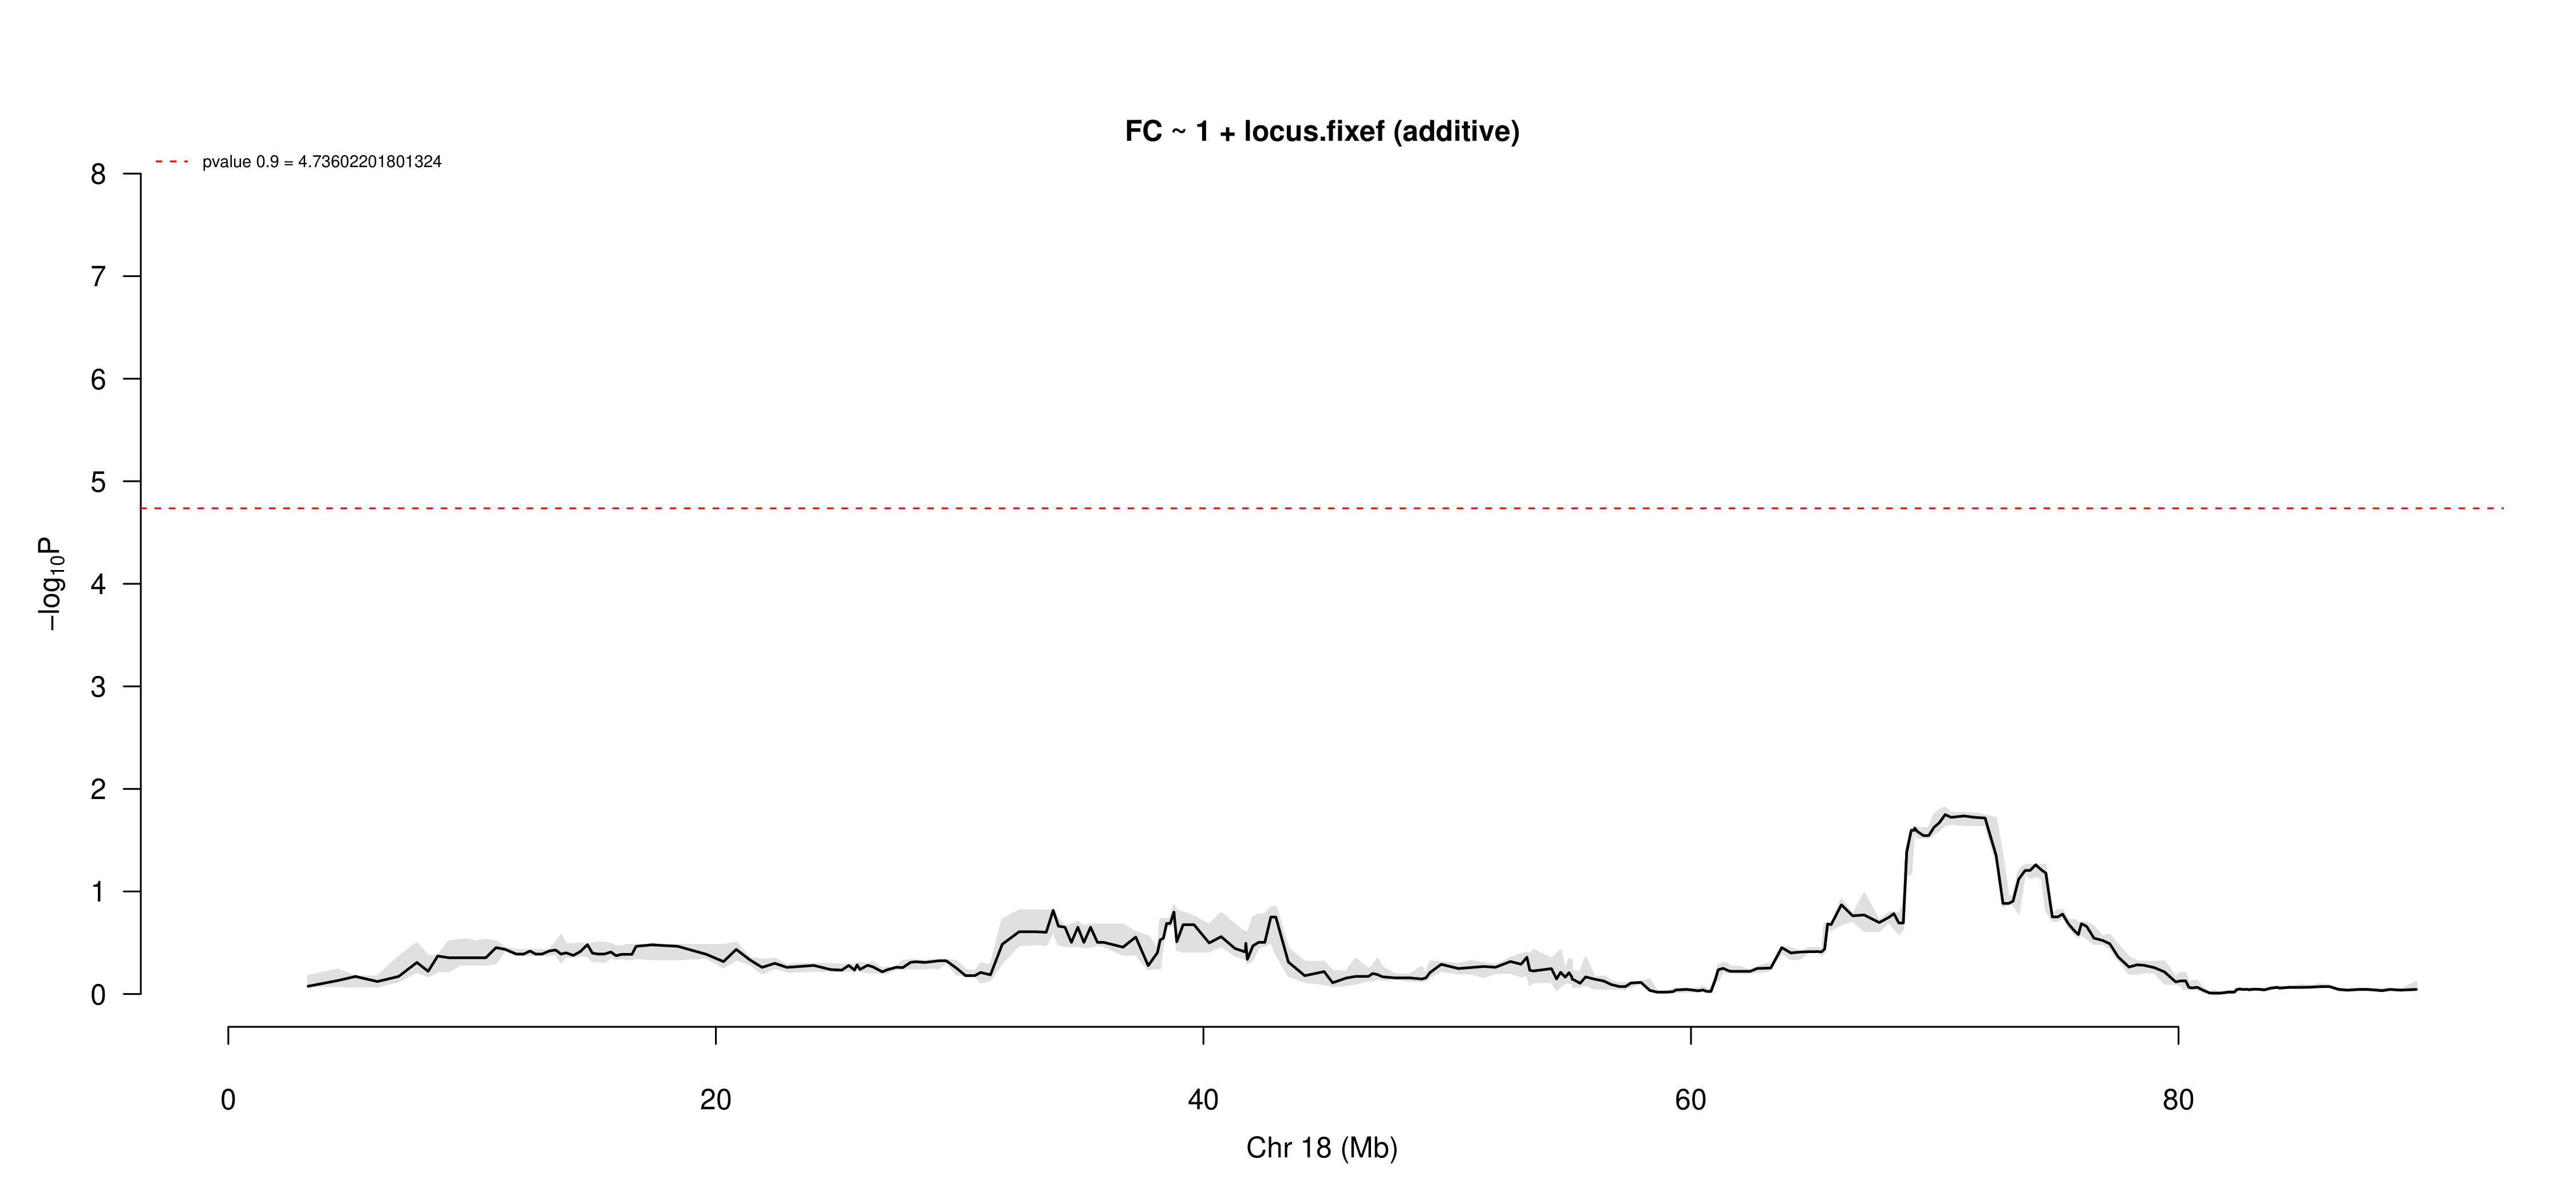 FC ~ 1 + locus.fixef (additive)
pvalue 0.9 = 4.73602201801324
8
7
6
5
4
3
2
1
0
−log10P
0 20 40 60 80
Chr 18 (Mb)